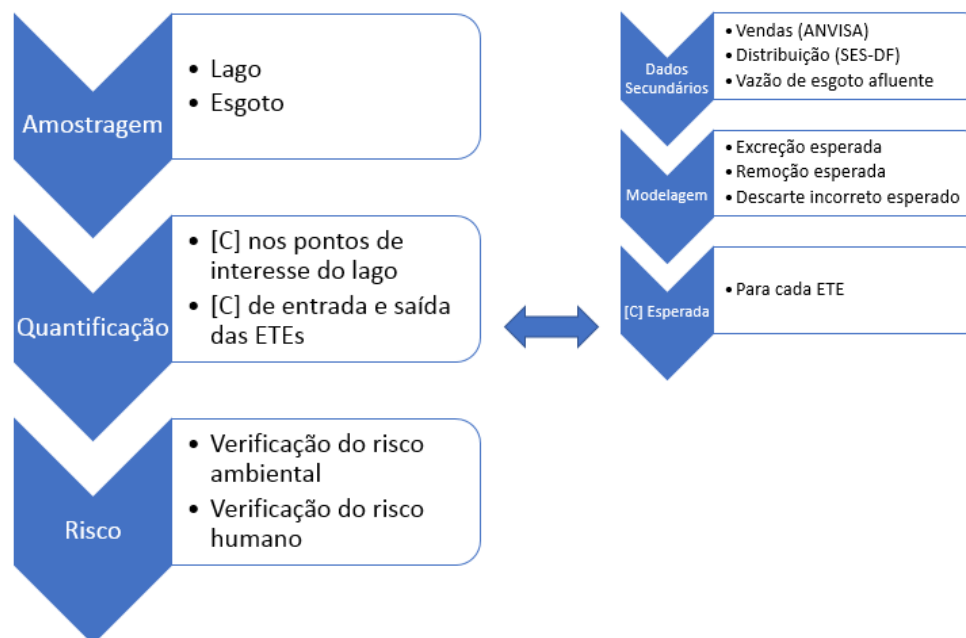 Amostragem
• Lago
• Esgoto
Quantificação
• [C] nos pontos de
interesse do lago
• [C] de entrada e saída
das ETEs
Risco
• Verificação do risco
ambiental
• Verificação do risco
humano
Dados
Secundários
• Vendas (ANVISA)
• Distribuição (SES-DF)
• Vazão de esgoto afluente
Modelagem
• Excreção esperada
• Remoção esperada
• Descarte incorreto esperado
[C] Esperada
• Para cada ETE